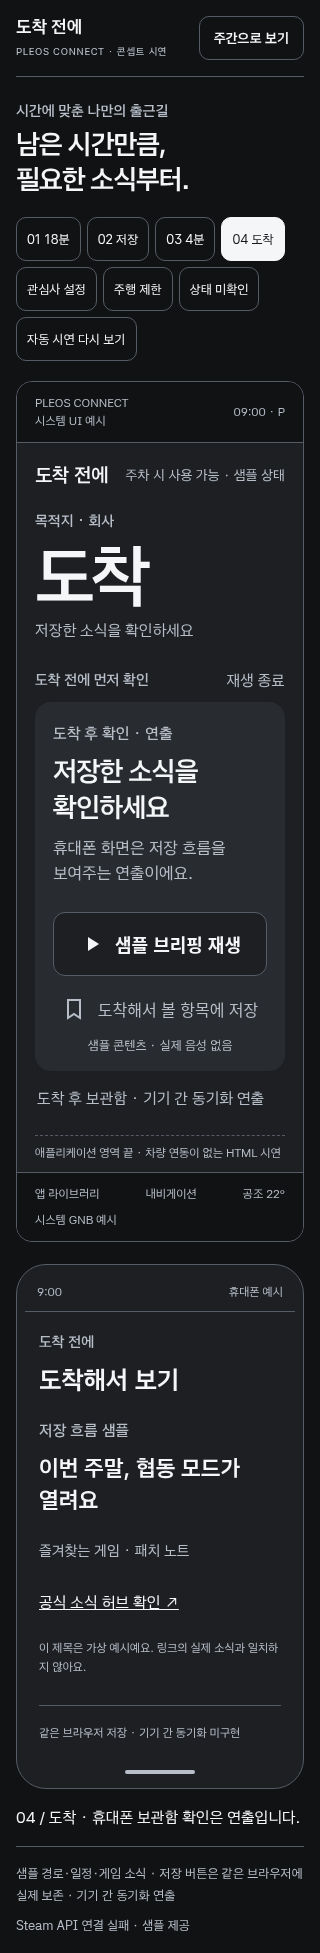 도착 전에
PLEOS CONNECT · 콘셉트 시연
주간으로 보기
시간에 맞춘 나만의 출근길
남은 시간만큼,
필요한 소식부터.
01 18분
02 저장
03 4분
04 도착
관심사 설정
주행 제한
상태 미확인
자동 시연 다시 보기
PLEOS CONNECT
시스템 UI 예시
09:00 · P
도착 전에
주차 시 사용 가능 · 샘플 상태
목적지 · 회사
도착
저장한 소식을 확인하세요
도착 전에 먼저 확인
재생 종료
도착 후 확인 · 연출
저장한 소식을
확인하세요
휴대폰 화면은 저장 흐름을
보여주는 연출이에요.
샘플 브리핑 재생
도착해서 볼 항목에 저장
샘플 콘텐츠 · 실제 음성 없음
도착 후 보관함 · 기기 간 동기화 연출
애플리케이션 영역 끝 · 차량 연동이 없는 HTML 시연
앱 라이브러리
내비게이션
공조 22°
시스템 GNB 예시
9:00
휴대폰 예시
도착 전에
도착해서 보기
저장 흐름 샘플
이번 주말, 협동 모드가
열려요
즐겨찾는 게임 · 패치 노트
공식 소식 허브 확인 ↗
이 제목은 가상 예시예요. 링크의 실제 소식과 일치하
지 않아요.
같은 브라우저 저장 · 기기 간 동기화 미구현
04 / 도착 · 휴대폰 보관함 확인은 연출입니다.
샘플 경로·일정·게임 소식 · 저장 버튼은 같은 브라우저에
실제 보존 · 기기 간 동기화 연출
Steam API 연결 실패 · 샘플 제공